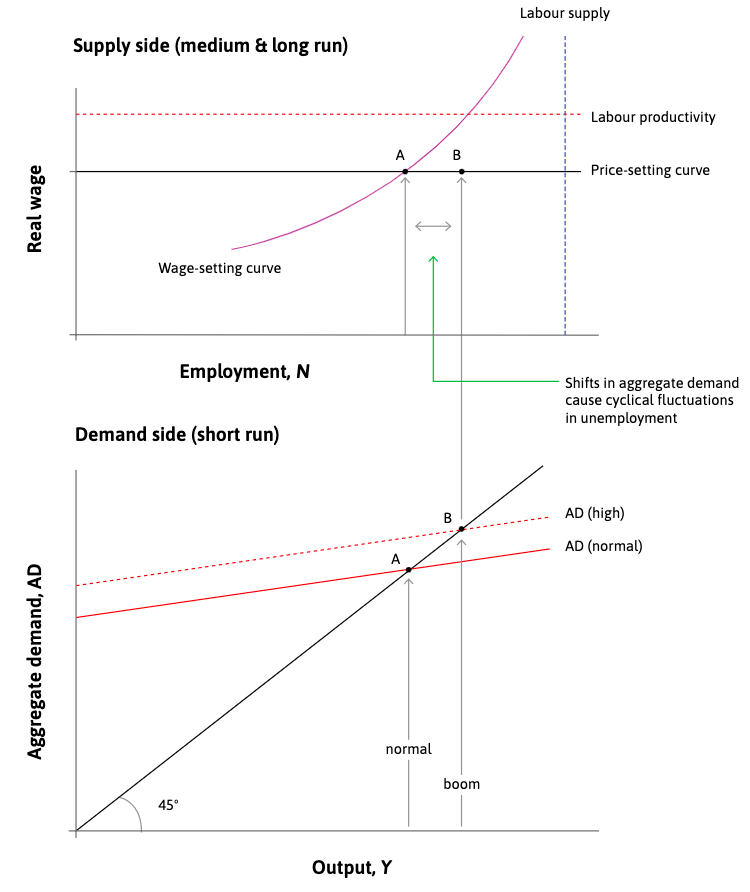 Labour supply
Supply side (medium & long run)
Labour productivity
A
B
Price-setting curve
Real wage
Wage-setting curve
Employment, N
Shifts in aggregate demand
cause cyclical fluctuations
in unemployment
Demand side (short run)
B
AD (high)
AD (normal)
A
Aggregate demand, AD
normal
boom
45°
Output, Y